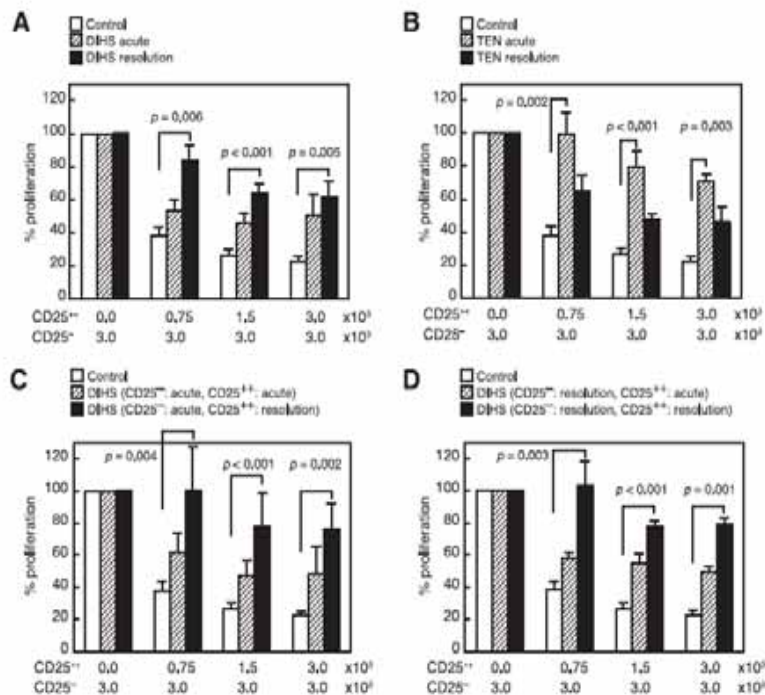 A
Control
DIHS acute
DIHS resolution
120
100
80
60
40
20
0
% proliferation
p = 0.006
p < 0.001
p = 0.005
CD25⁺⁺ 0.0 0.75 1.5 3.0 x10³
CD25⁻ 3.0 3.0 3.0 3.0 x10³
B
Control
TEN acute
TEN resolution
120
100
80
60
40
20
0
% proliferation
p = 0.002
p < 0.001
p = 0.003
CD25⁺⁺ 0.0 0.75 1.5 3.0 x10³
CD25⁻ 3.0 3.0 3.0 3.0 x10³
C
Control
DIHS (CD25⁻: acute, CD25⁺⁺: acute)
DIHS (CD25⁻: acute, CD25⁺⁺: resolution)
120
100
80
60
40
20
0
% proliferation
p = 0.004
p < 0.001
p = 0.002
CD25⁺⁺ 0.0 0.75 1.5 3.0 x10³
CD25⁻ 3.0 3.0 3.0 3.0 x10³
D
Control
DIHS (CD25⁻: resolution, CD25⁺⁺: acute)
DIHS (CD25⁻: resolution, CD25⁺⁺: resolution)
120
100
80
60
40
20
0
% proliferation
p = 0.003
p < 0.001
p = 0.001
CD25⁺⁺ 0.0 0.75 1.5 3.0 x10³
CD25⁻ 3.0 3.0 3.0 3.0 x10³